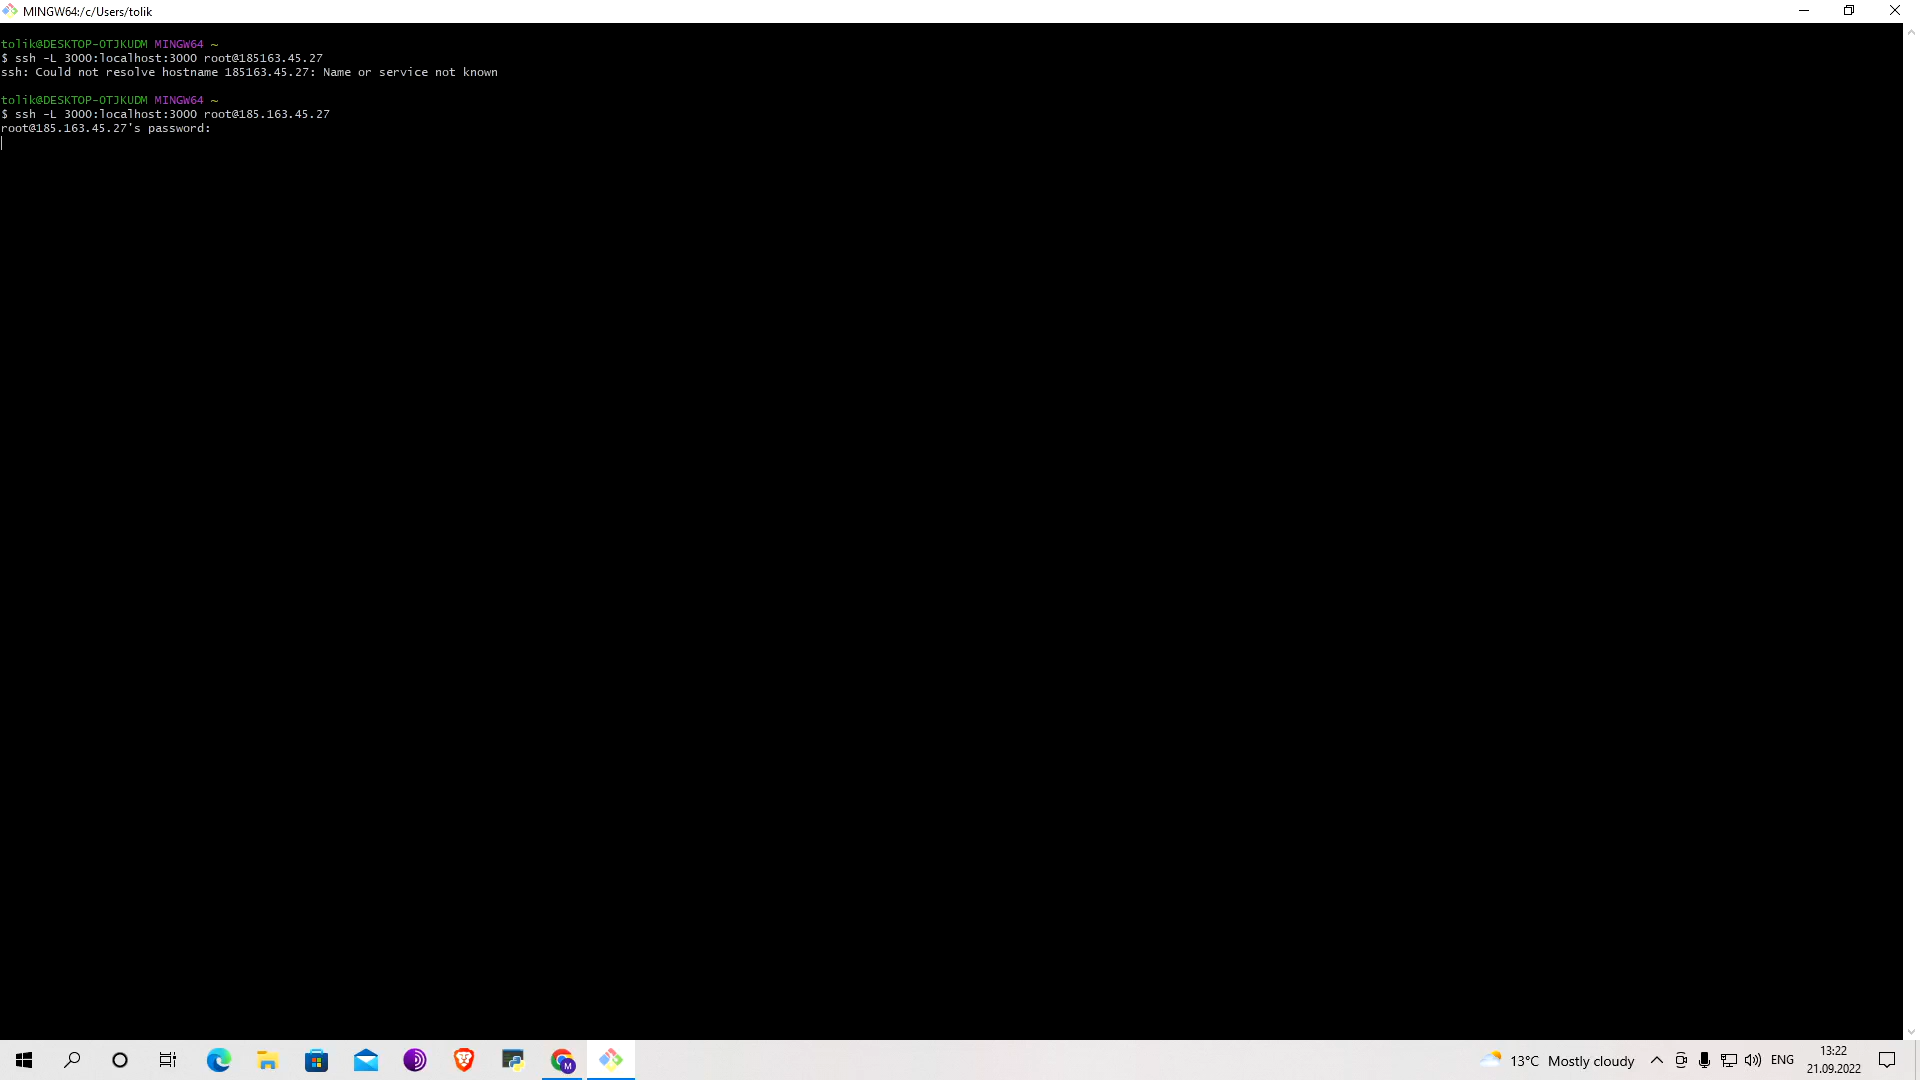 MINGW64:/c/Users/tolik
tolik@DESKTOP-OTJKUDM MINGW64 ~
$ ssh -L 3000:localhost:3000 root@185163.45.27
ssh: Could not resolve hostname 185163.45.27: Name or service not known
tolik@DESKTOP-OTJKUDM MINGW64 ~
$ ssh -L 3000:localhost:3000 root@185.163.45.27
root@185.163.45.27's password:
M
13°C Mostly cloudy
ENG
13:22
21.09.2022